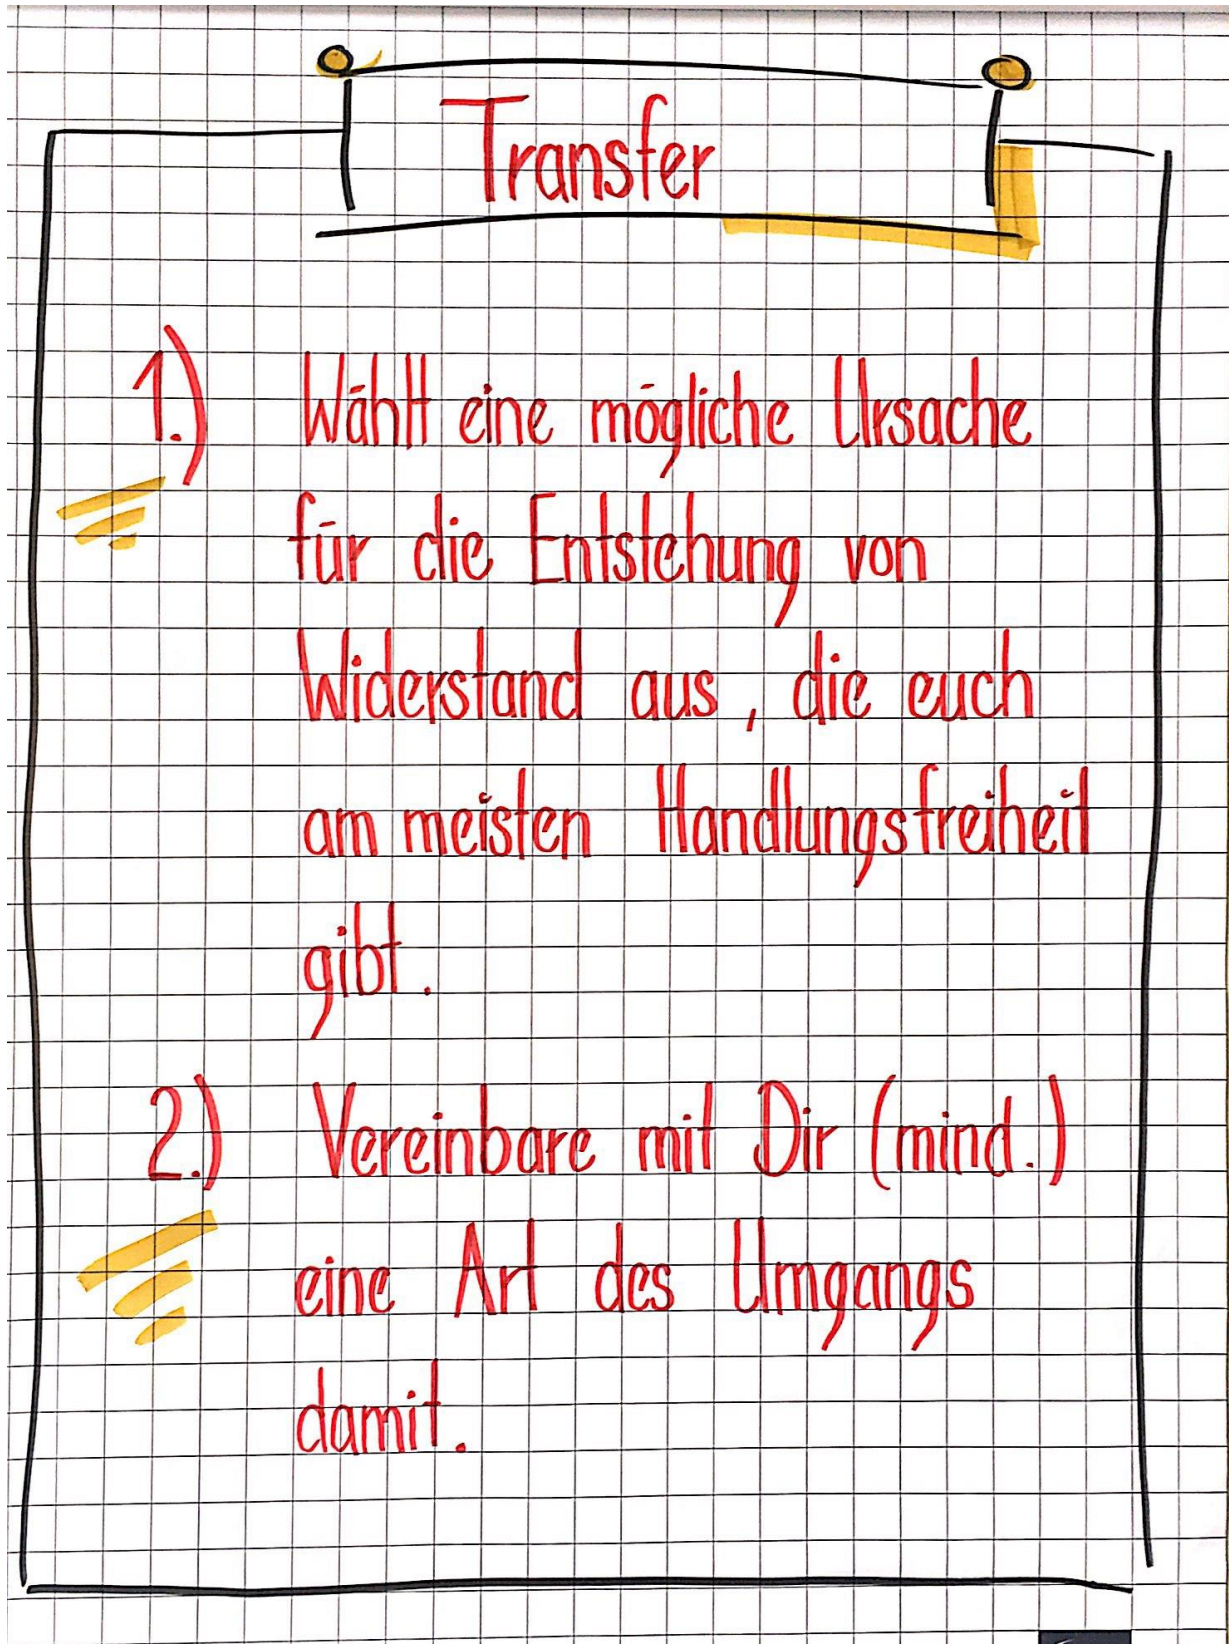 Transfer
1.) Wählt eine mögliche Ursache
für die Entstehung von
Widerstand aus, die euch
am meisten Handlungsfreiheit
gibt.
2.) Vereinbare mit Dir (mind.)
eine Art des Umgangs
damit.